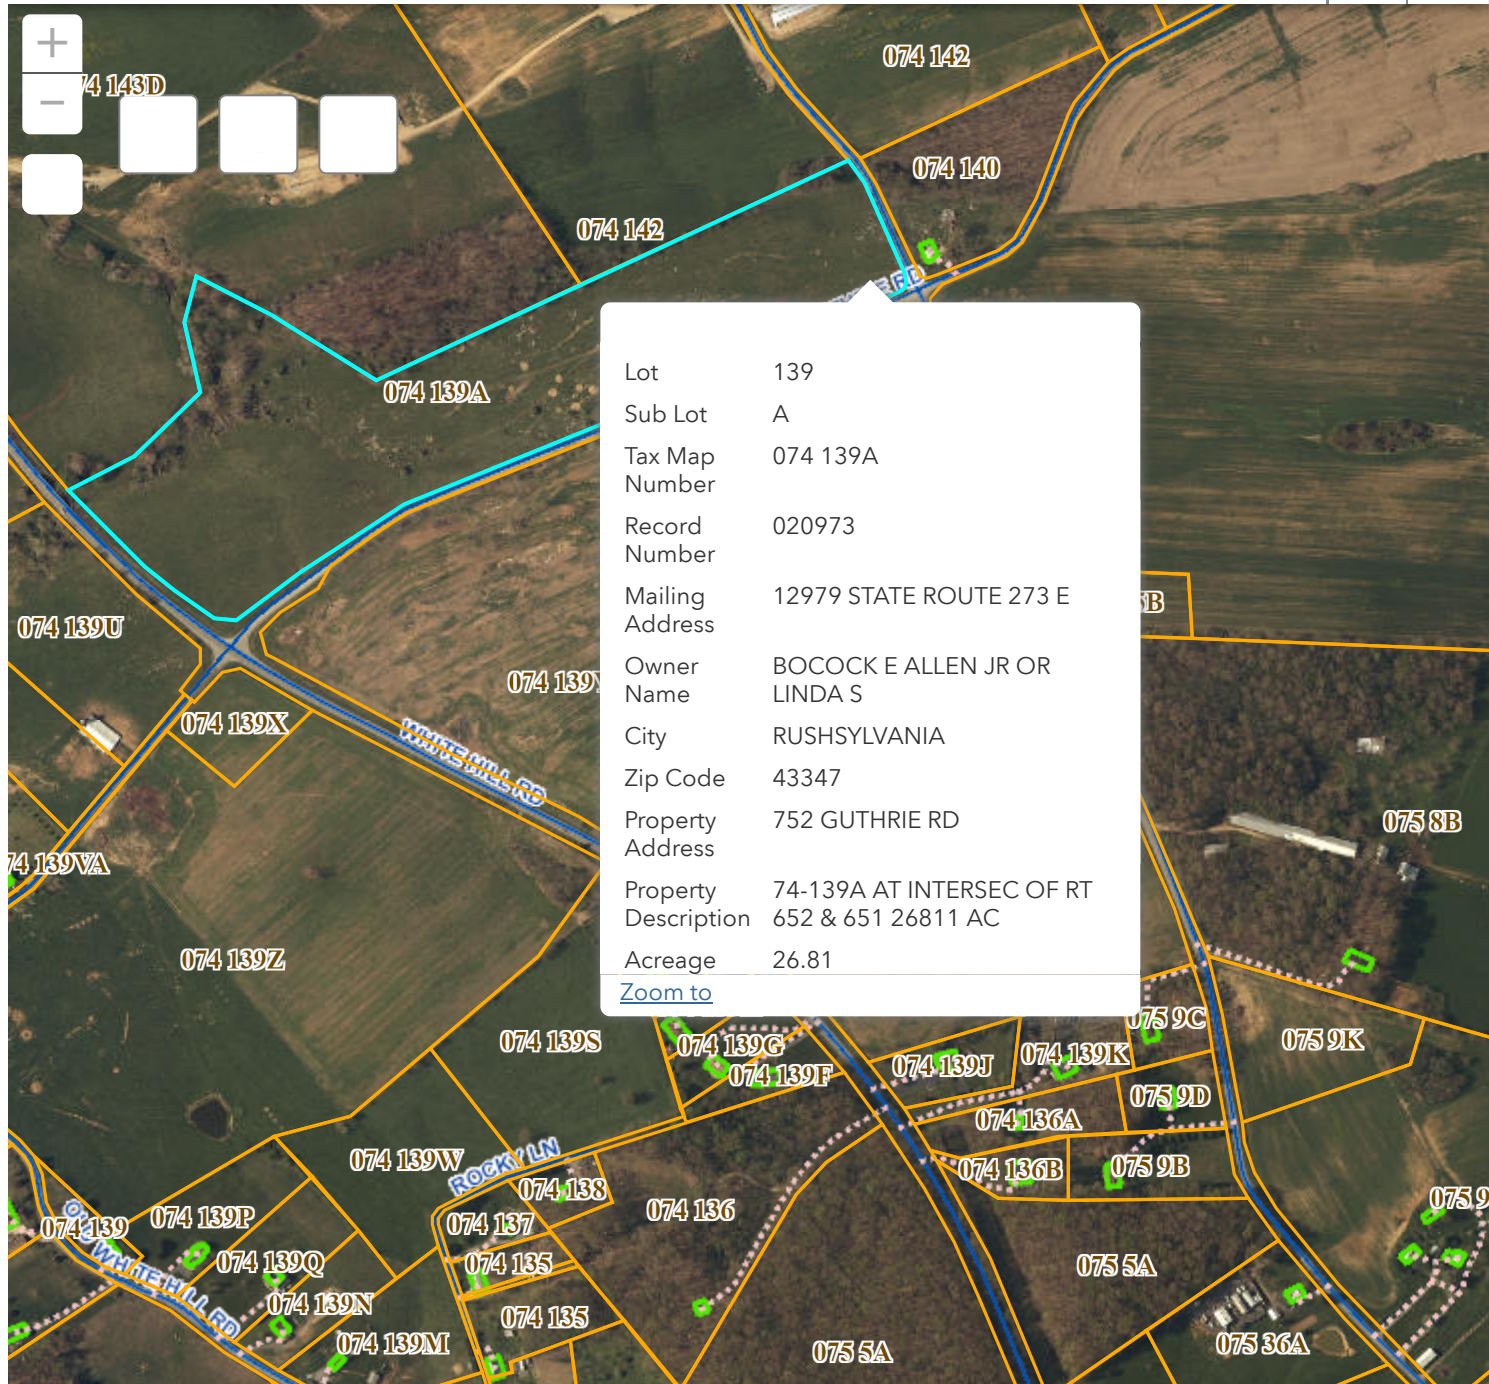 +
−
074 142
074 140
074 142
074 139A
Lot 139
Sub Lot A
Tax Map 074 139A
Number
Record 020973
Number
Mailing 12979 STATE ROUTE 273 E
Address
Owner BOCOCK E ALLEN JR OR
Name LINDA S
City RUSHSYLVANIA
Zip Code 43347
Property 752 GUTHRIE RD
Address
Property 74-139A AT INTERSEC OF RT
Description 652 & 651 26811 AC
Acreage 26.81
Zoom to
074 139U
074 139X
WHITE HILL RD
075 8B
074 139Z
074 139S
074 139G
074 139F
074 139J
074 139K
075 9C
075 9K
075 9D
074 136A
074 136B
075 9B
074 139W
ROCKY LN
074 138
074 136
074 137
074 135
074 139
074 139P
074 139Q
074 139N
074 139M
OLD WHITE HILL RD
074 135
075 5A
075 5A
075 36A